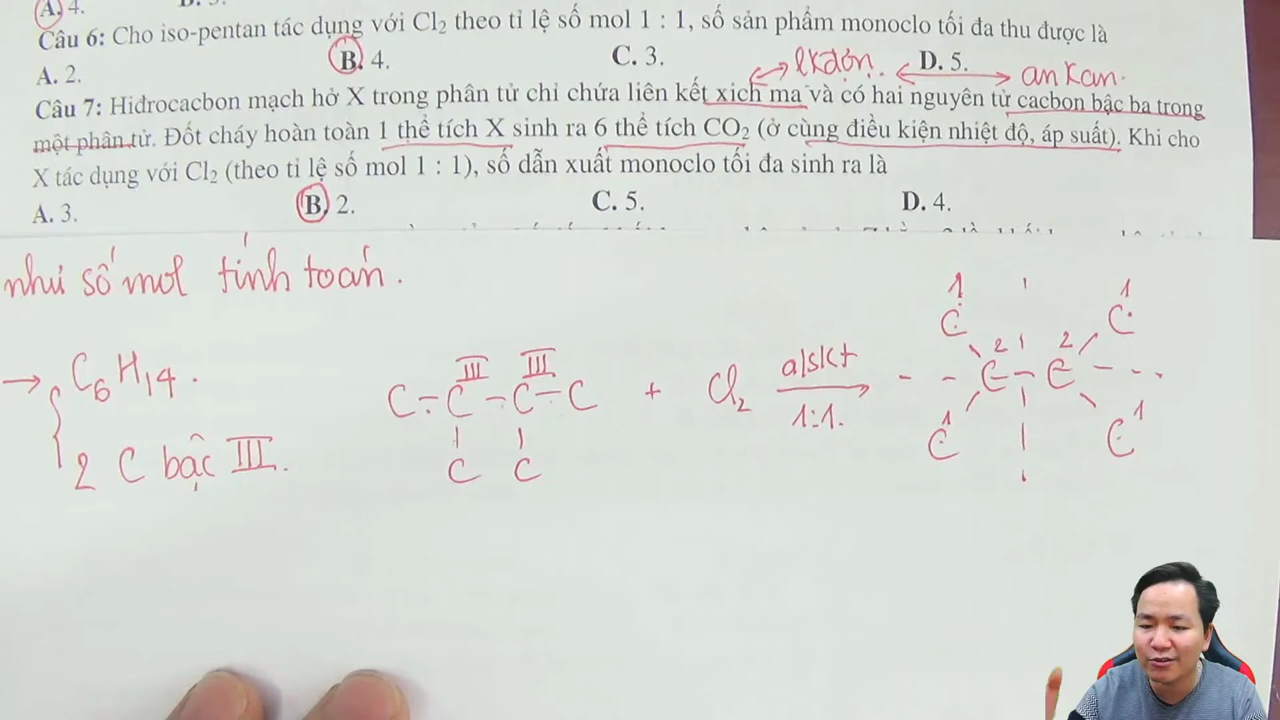 A. 4.
Câu 6: Cho iso-pentan tác dụng với Cl2 theo tỉ lệ số mol 1 : 1, số sản phẩm monoclo tối đa thu được là
A. 2. B. 4. C. 3. D. 5.
lk đơn. ankan.
Câu 7: Hiđrocacbon mạch hở X trong phân tử chỉ chứa liên kết xich ma và có hai nguyên tử cacbon bậc ba trong
một phân tử. Đốt cháy hoàn toàn 1 thể tích X sinh ra 6 thể tích CO2 (ở cùng điều kiện nhiệt độ, áp suất). Khi cho
X tác dụng với Cl2 (theo tỉ lệ số mol 1 : 1), số dẫn xuất monoclo tối đa sinh ra là
A. 3. B. 2. C. 5. D. 4.
như số mol tính toán.
→ C6H14.
2 C bậc III.
III III
C - C - C - C + Cl2 askt 1:1.
C C
1 1
C C
2 2
C - C
1 1
C C